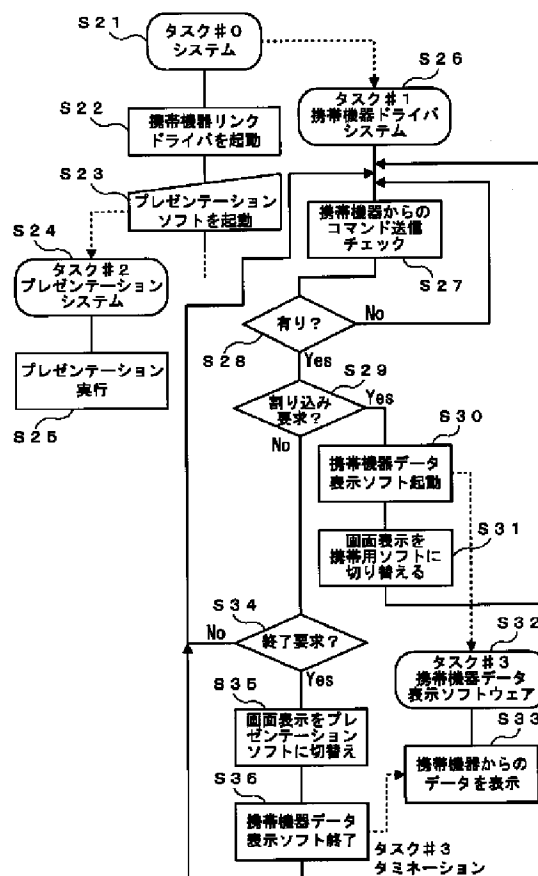 S21
タスク#0
システム
S22
携帯機器リンク
ドライバを起動
S23
プレゼンテーション
ソフトを起動
S24
タスク#2
プレゼンテーション
システム
プレゼンテーション
実行
S25
S26
タスク#1
携帯機器ドライバ
システム
携帯機器からの
コマンド送信
チェック
S27
有り?
No
S28
Yes
S29
割り込み
要求?
Yes
No
S30
携帯機器データ
表示ソフト起動
S31
画面表示を
携帯用ソフトに
切り替える
S34
終了要求?
No
Yes
S32
タスク#3
携帯機器データ
表示ソフトウェア
S33
携帯機器からの
データを表示
S35
画面表示をプレ
ゼンテーション
ソフトに切替え
S36
携帯機器データ
表示ソフト終了
タスク#3
タミネーション